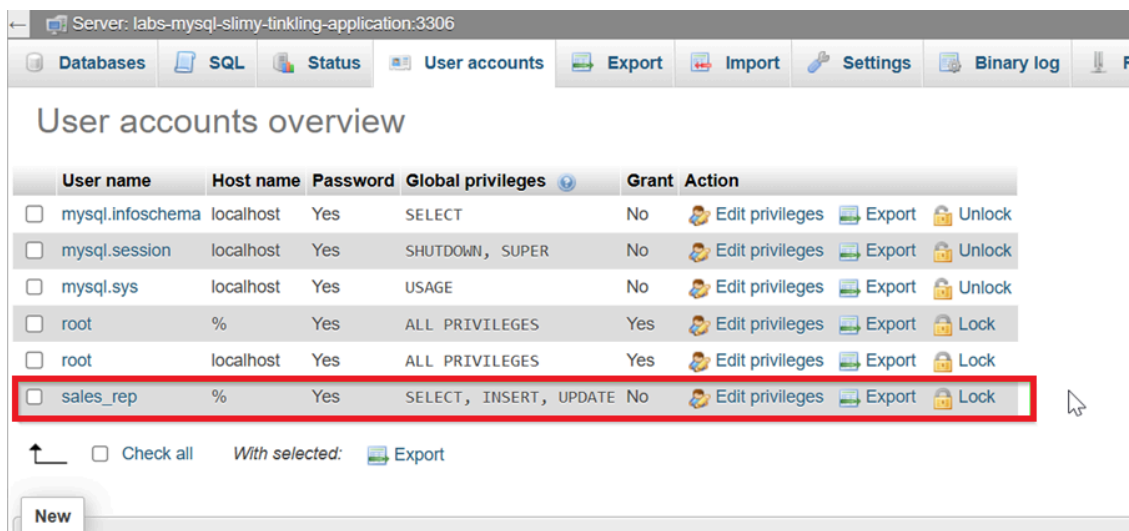 Server: labs-mysql-slimy-tinkling-application:3306
Databases SQL Status User accounts Export Import Settings Binary log
User accounts overview
User name Host name Password Global privileges Grant Action
mysql.infoschema localhost Yes SELECT No Edit privileges Export Unlock
mysql.session localhost Yes SHUTDOWN, SUPER No Edit privileges Export Unlock
mysql.sys localhost Yes USAGE No Edit privileges Export Unlock
root % Yes ALL PRIVILEGES Yes Edit privileges Export Lock
root localhost Yes ALL PRIVILEGES Yes Edit privileges Export Lock
sales_rep % Yes SELECT, INSERT, UPDATE No Edit privileges Export Lock
Check all With selected: Export
New